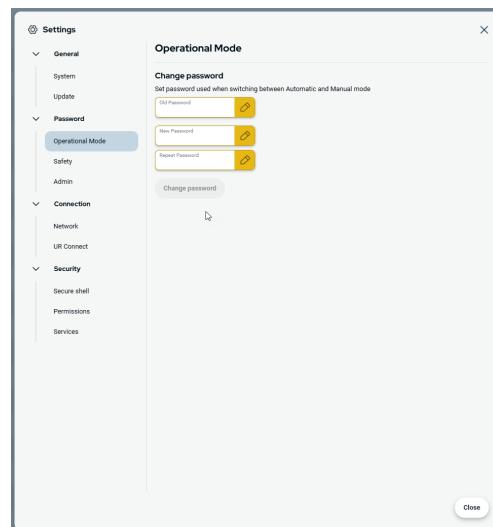 Settings
General
System
Update
Password
Operational Mode
Safety
Admin
Connection
Network
UR Connect
Security
Secure shell
Permissions
Services
Operational Mode
Change password
Set password used when switching between Automatic and Manual mode
Old Password
New Password
Repeat Password
Change password
Close